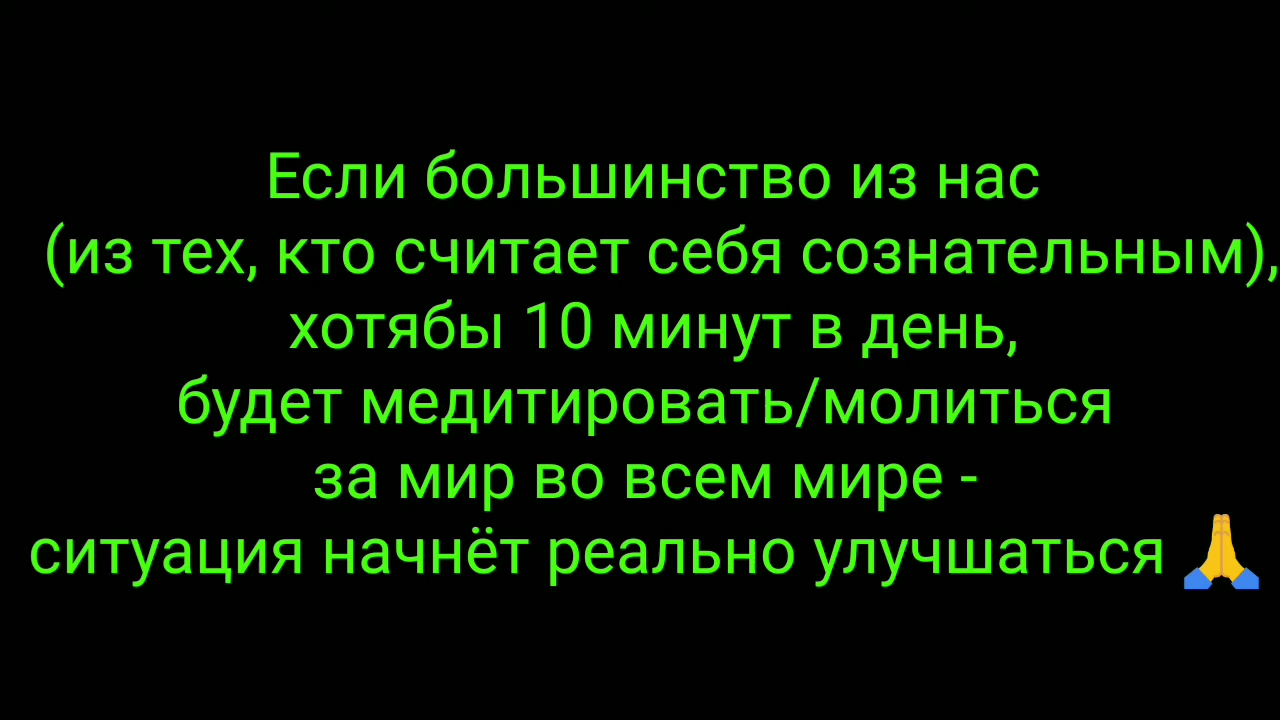 Если большинство из нас
(из тех, кто считает себя сознательным),
хотябы 10 минут в день,
будет медитировать/молиться
за мир во всем мире -
ситуация начнёт реально улучшаться 🙏